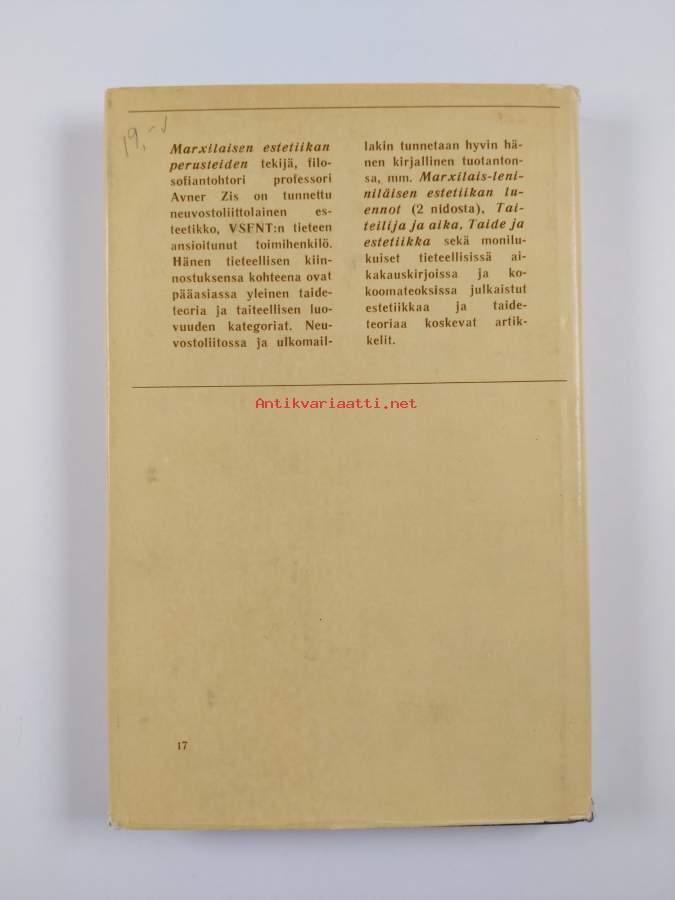 19,-
Marxilaisen estetiikan
perusteiden tekijä, filo-
sofiantohtori professori
Avner Zis on tunnettu
neuvostoliittolainen es-
teetikko, VSFNT:n tieteen
ansioitunut toimihenkilö.
Hänen tieteellisen kiin-
nostuksensa kohteena ovat
pääasiassa yleinen taide-
teoria ja taiteellisen luo-
vuuden kategoriat. Neu-
vostoliitossa ja ulkomail-
lakin tunnetaan hyvin hä-
nen kirjallinen tuotanton-
sa, mm. Marxilais-leni-
niläisen estetiikan lu-
ennot (2 nidosta), Tai-
teilija ja aika, Taide ja
estetiikka sekä monilu-
kuiset tieteellisissä ai-
kakauskirjoissa ja ko-
koomateoksissa julkaistut
estetiikkaa ja taide-
teoriaa koskevat artik-
kelit.
Antikvariaatti.net
17